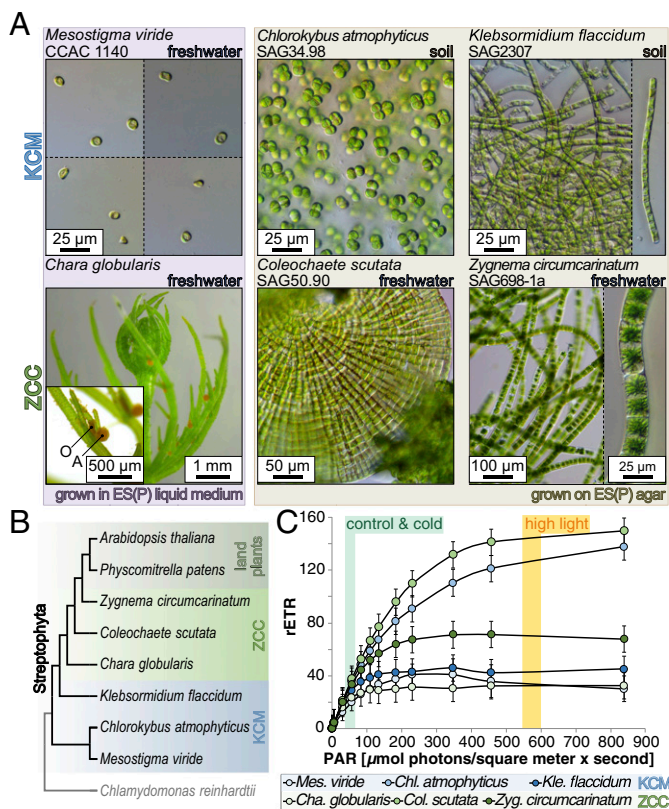 A
Mesostigma viride
CCAC 1140 freshwater
Chlorokybus atmophyticus
SAG34.98 soil
Klebsormidium flaccidum
SAG2307 soil
KCM
25 µm
25 µm
25 µm
Chara globularis
freshwater
Coleochaete scutata
SAG50.90 freshwater
Zygnema circumcarinatum
SAG698-1a freshwater
ZCC
O
A
500 µm
1 mm
50 µm
100 µm
25 µm
grown in ES(P) liquid medium
grown on ES(P) agar
B
Streptophyta
Arabidopsis thaliana
Physcomitrella patens
land
plants
Zygnema circumcarinatum
Coleochaete scutata
Chara globularis
ZCC
Klebsormidium flaccidum
Chlorokybus atmophyticus
Mesostigma viride
KCM
Chlamydomonas reinhardtii
C
control & cold
high light
rETR
160
120
80
40
0
0 100 200 300 400 500 600 700 800 900
PAR [µmol photons/square meter x second]
Mes. viride Chl. atmophyticus Kle. flaccidum KCM
Cha. globularis Col. scutata Zyg. circumcarinatum ZCC